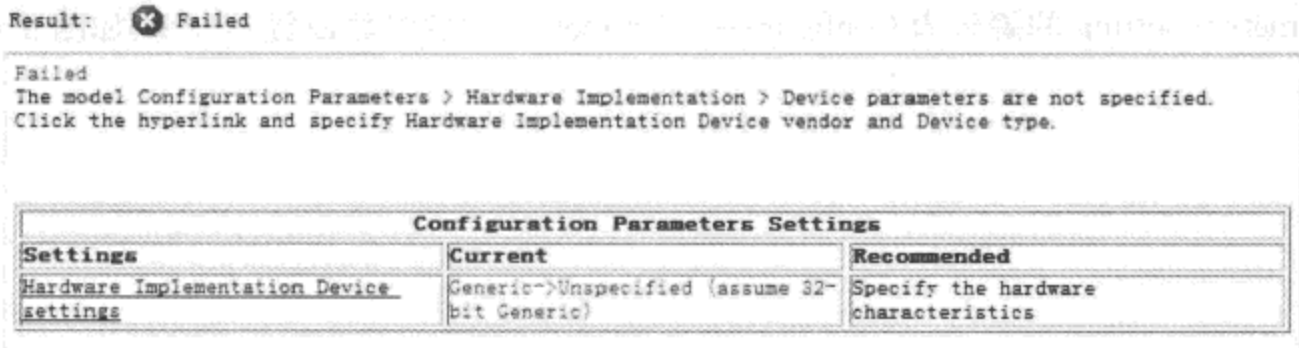 Result: Failed
Failed
The model Configuration Parameters > Hardware Implementation > Device parameters are not specified.
Click the hyperlink and specify Hardware Implementation Device vendor and Device type.
Configuration Parameters Settings
Settings Current Recommended
Hardware Implementation Device Generic->Unspecified (assume 32- Specify the hardware
settings bit Generic) characteristics